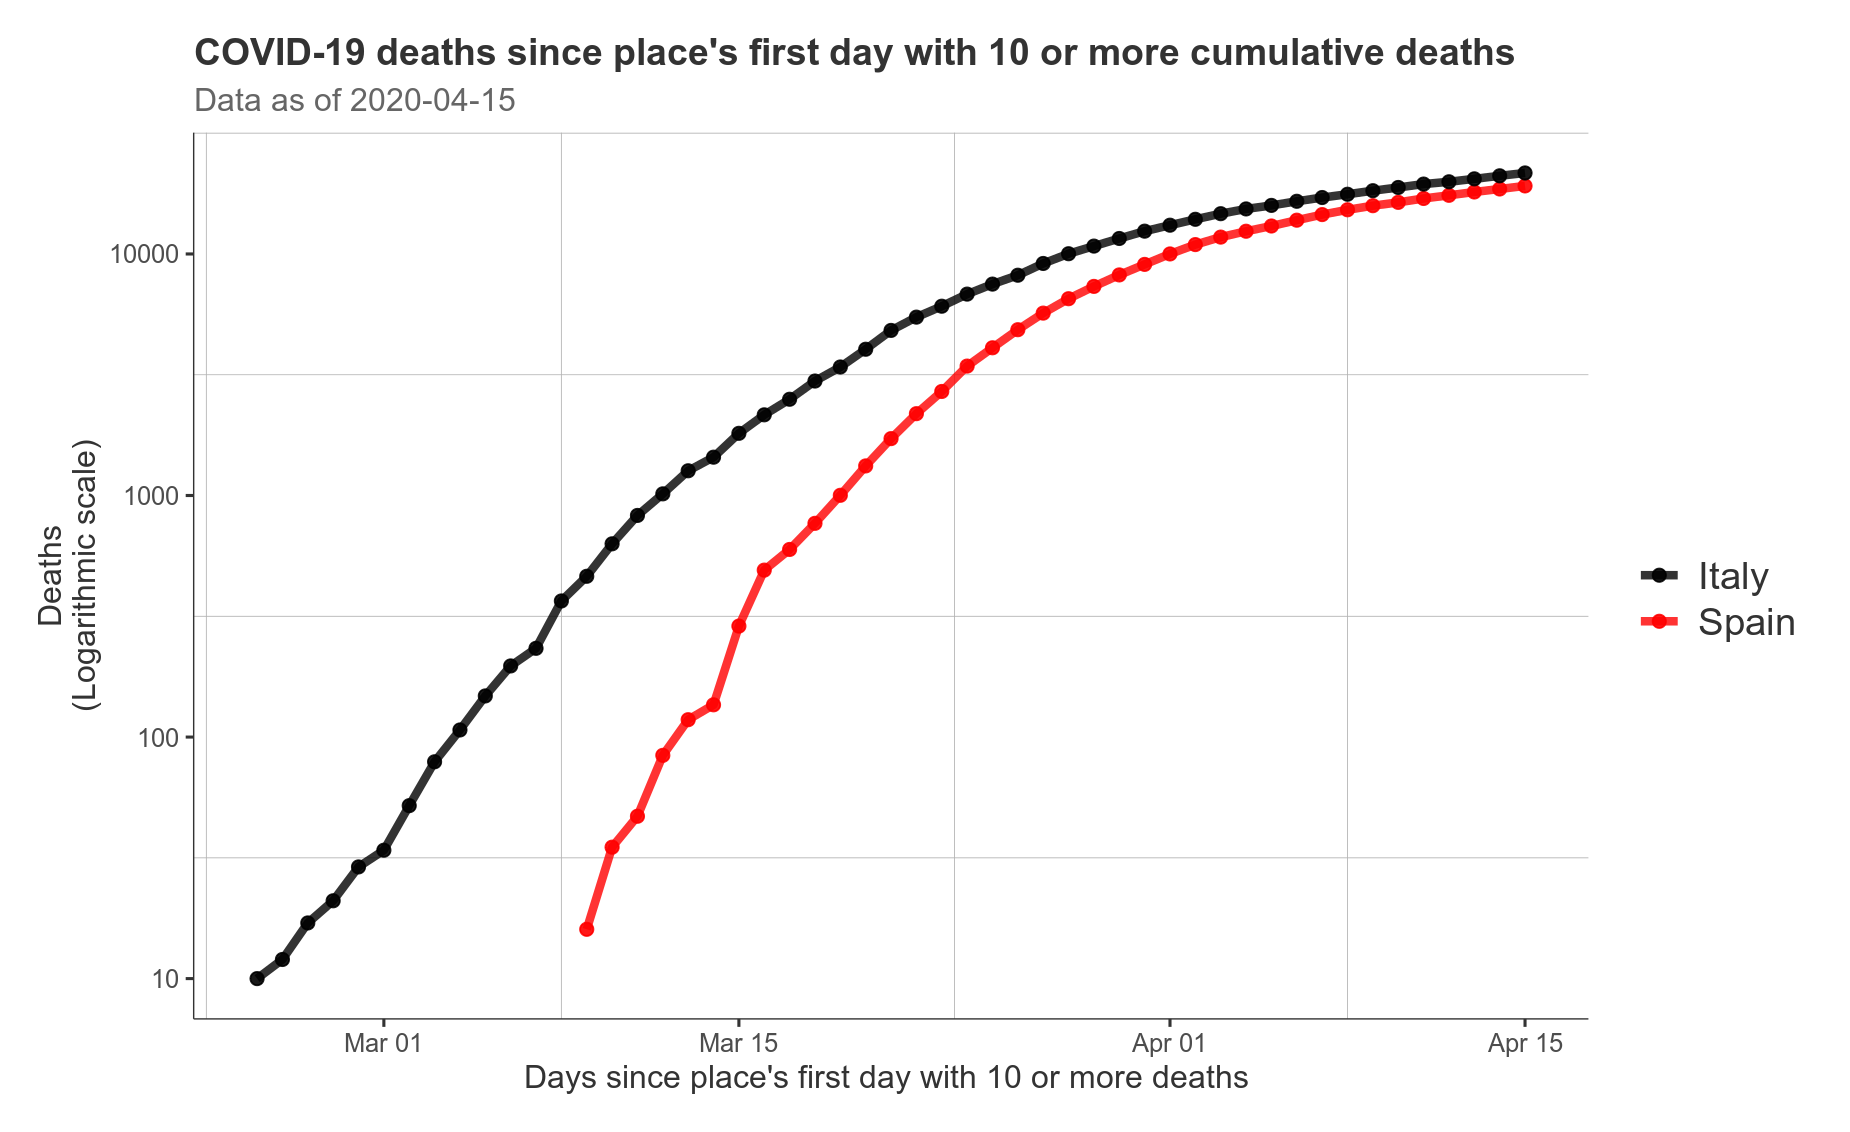 COVID-19 deaths since place's first day with 10 or more cumulative deaths
Data as of 2020-04-15
Deaths
(Logarithmic scale)
10000
1000
100
10
Mar 01
Mar 15
Apr 01
Apr 15
Days since place's first day with 10 or more deaths
Italy
Spain